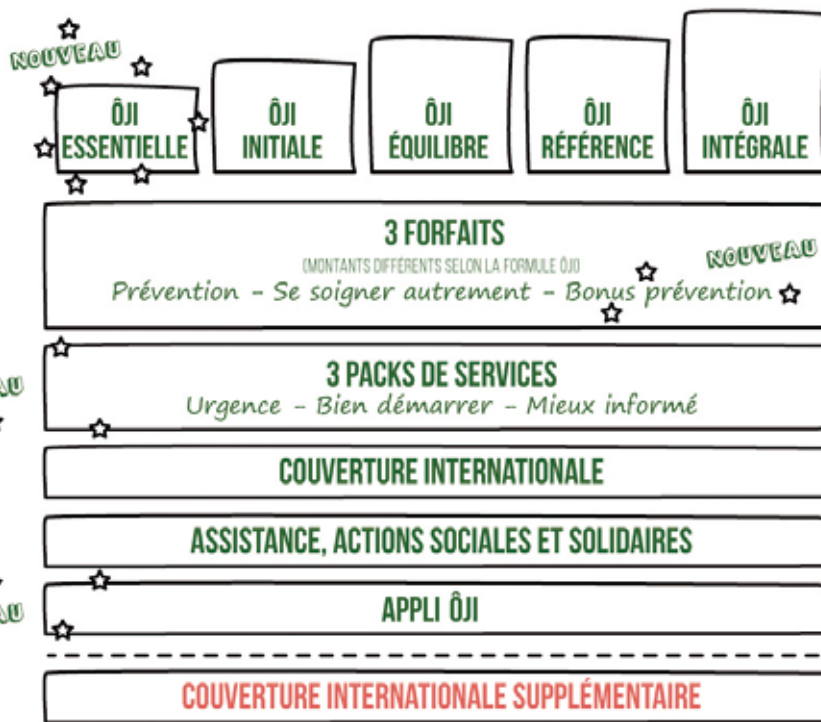 NOUVEAU
ÔJI
ESSENTIELLE
ÔJI
INITIALE
ÔJI
ÉQUILIBRE
ÔJI
RÉFÉRENCE
ÔJI
INTÉGRALE
3 FORFAITS
(MONTANTS DIFFÉRENTS SELON LA FORMULE ÔJI)
NOUVEAU
Prévention - Se soigner autrement - Bonus prévention
3 PACKS DE SERVICES
Urgence - Bien démarrer - Mieux informé
COUVERTURE INTERNATIONALE
ASSISTANCE, ACTIONS SOCIALES ET SOLIDAIRES
APPLI ÔJI
COUVERTURE INTERNATIONALE SUPPLÉMENTAIRE